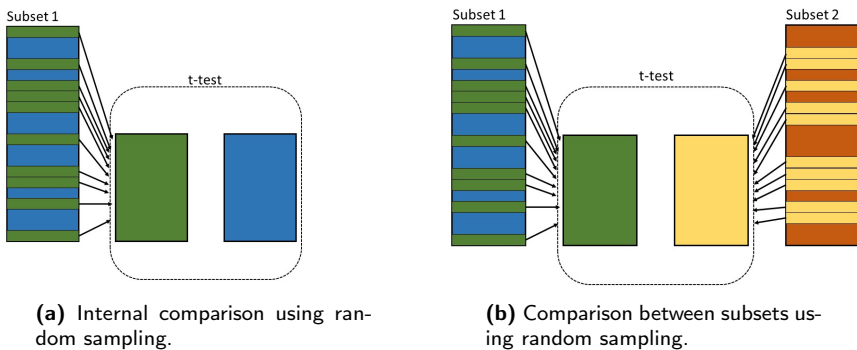 Subset 1
t-test
(a) Internal comparison using ran-
dom sampling.
Subset 1
Subset 2
t-test
(b) Comparison between subsets us-
ing random sampling.